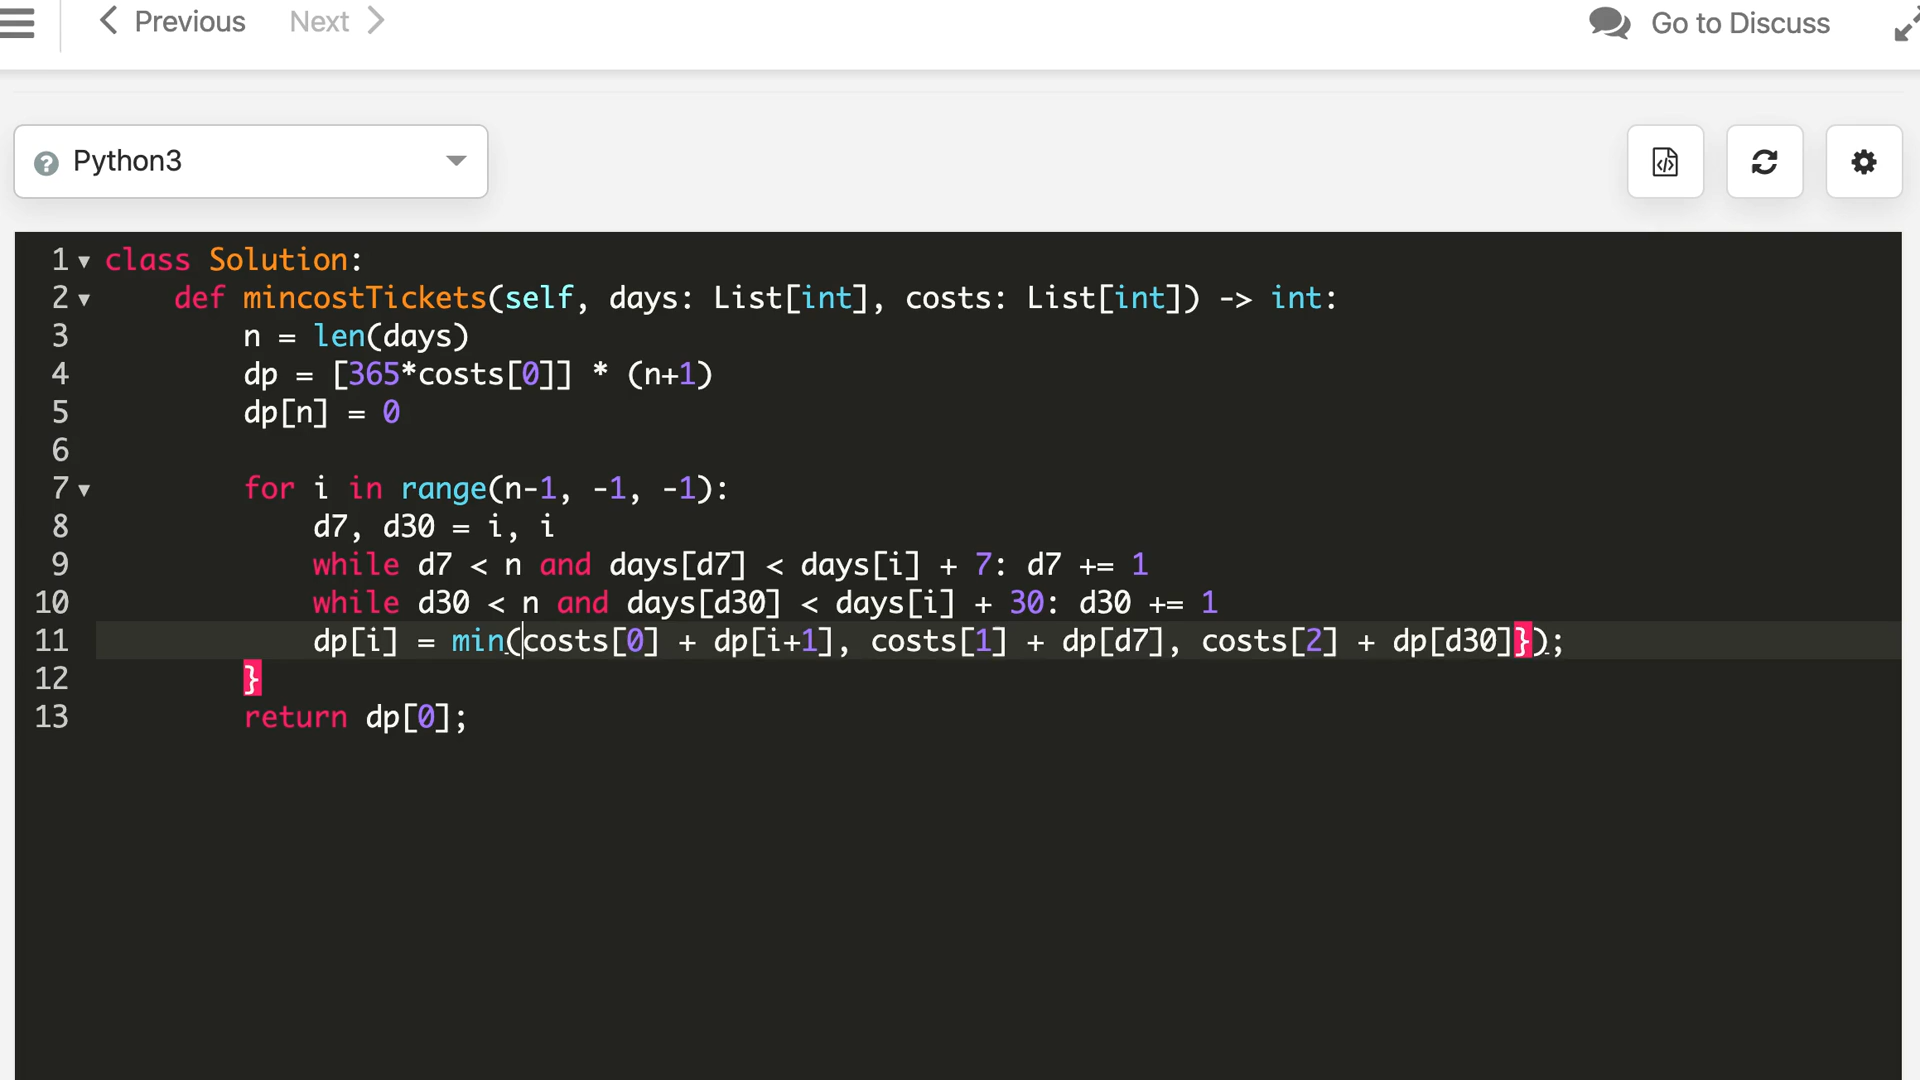 Previous Next Go to Discuss
Python3
1 class Solution:
2 def mincostTickets(self, days: List[int], costs: List[int]) -> int:
3 n = len(days)
4 dp = [365*costs[0]] * (n+1)
5 dp[n] = 0
6
7 for i in range(n-1, -1, -1):
8 d7, d30 = i, i
9 while d7 < n and days[d7] < days[i] + 7: d7 += 1
10 while d30 < n and days[d30] < days[i] + 30: d30 += 1
11 dp[i] = min(costs[0] + dp[i+1], costs[1] + dp[d7], costs[2] + dp[d30]});
12 }
13 return dp[0];